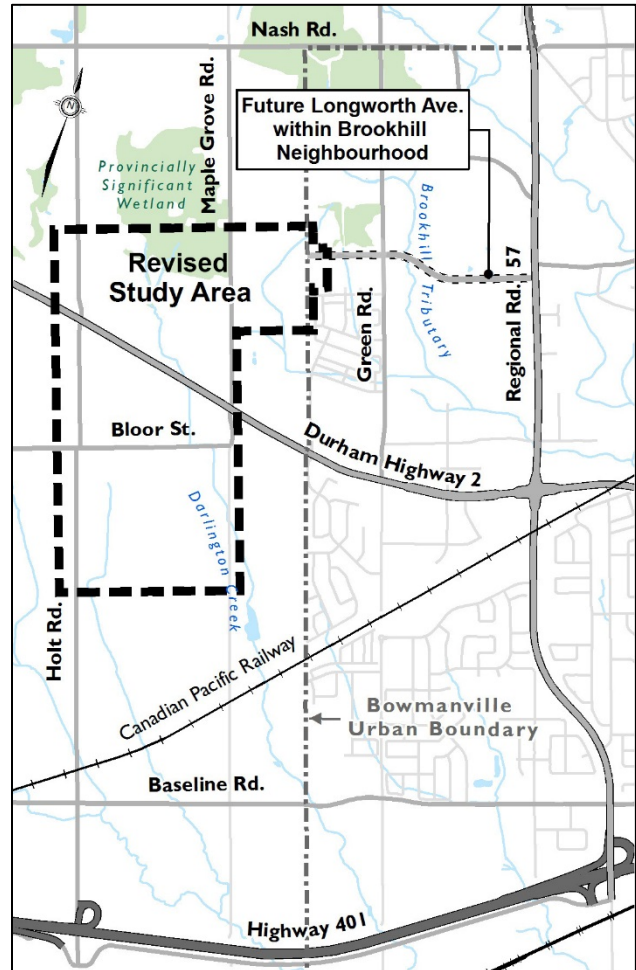 Nash Rd.
Maple Grove Rd.
N
Future Longworth Ave.
within Brookhill
Neighbourhood
Provincially
Significant
Wetland
Brookhill
Tributary
Revised
Study Area
Green Rd.
Regional Rd. 57
Bloor St.
Durham Highway 2
Darlington Creek
Holt Rd.
Canadian Pacific Railway
Bowmanville
Urban Boundary
Baseline Rd.
Highway 401